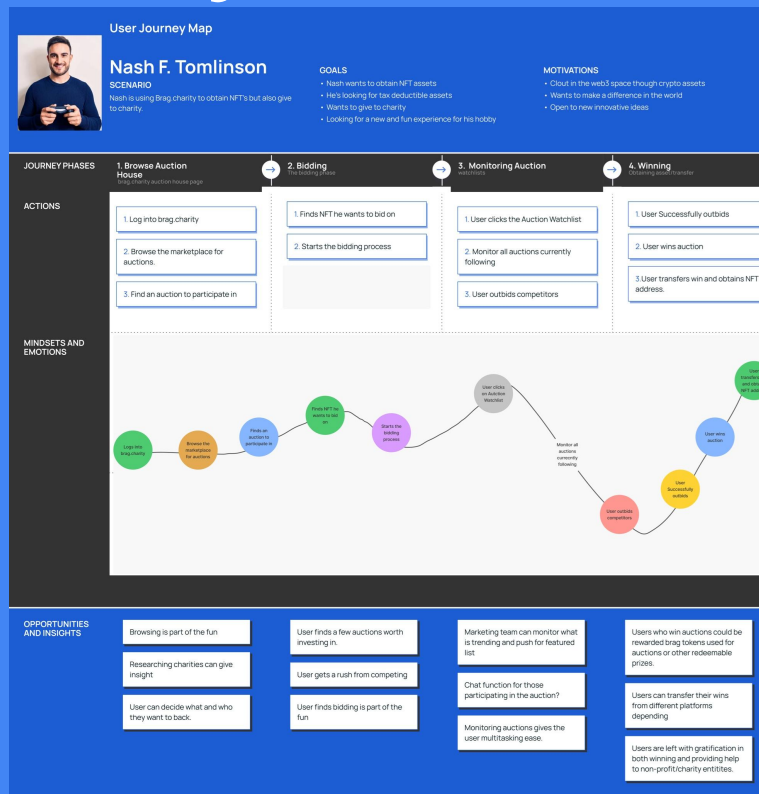 User Journey Map
Nash F. Tomlinson
SCENARIO
Nash is using Brag.charity to obtain NFT's but also give
to charity.
GOALS
• Nash wants to obtain NFT assets
• He's looking for tax deductible assets
• Wants to give to charity
• Looking for a new and fun experience for his hobby
MOTIVATIONS
• Clout in the web3 space though crypto assets
• Wants to make a difference in the world
• Open to new innovative ideas
JOURNEY PHASES
1. Browse Auction
House
brag.charity auction house page
2. Bidding
The bidding phase
3. Monitoring Auction
watchlists
4. Winning
Obtaining asset/transfer
ACTIONS
1. Log into brag.charity
2. Browse the marketplace for
auctions.
3. Find an auction to participate in
1. Finds NFT he wants to bid on
2. Starts the bidding process
1. User clicks the Auction Watchlist
2. Monitor all auctions currently
following
3. User outbids competitors
1. User Successfully outbids
2. User wins auction
3.User transfers win and obtains NFT
address.
MINDSETS AND
EMOTIONS
Logs into
brag.charity
Browse the
marketplace
for auctions
Finds an
auction to
participate in
Finds NFT he
wants to bid
on
Starts the
bidding
process
User clicks
on Auction
Watchlist
Monitor all
auctions
currently
following
User outbids
competitors
User
Successfully
outbids
User wins
auction
User
and
NFT
OPPORTUNITIES
AND INSIGHTS
Browsing is part of the fun
Researching charities can give
insight
User can decide what and who
they want to back.
User finds a few auctions worth
investing in.
User gets a rush from competing
User finds bidding is part of the
fun
Marketing team can monitor what
is trending and push for featured
list
Chat function for those
participating in the auction?
Monitoring auctions gives the
user multitasking ease.
Users who win auctions could be
rewarded brag tokens used for
auctions or other redeemable
prizes.
Users can transfer their wins
from different platforms
depending
Users are left with gratification in
both winning and providing help
to non-profit/charity entitites.